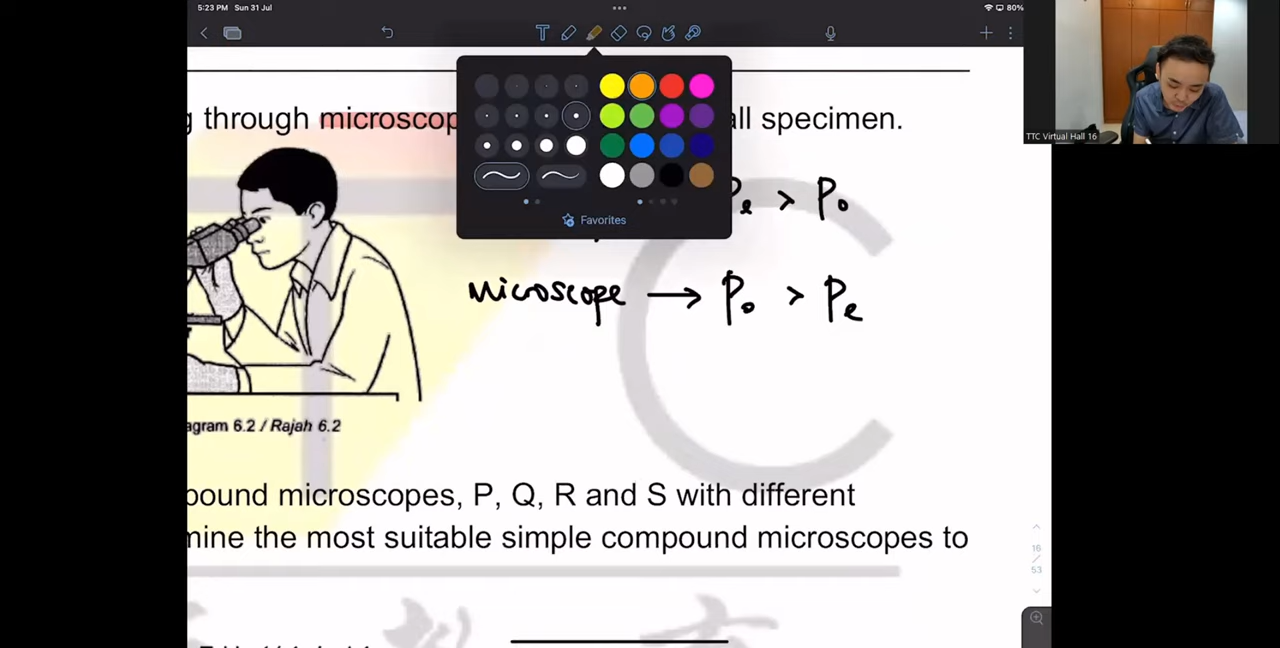 5:23 PM Sun 31 Jul
80%
T
g through microscop all specimen.
TTC Virtual Hall 16
Pe > Po
Favorites
microscope → Po > Pe
agram 6.2 / Rajah 6.2
pound microscopes, P, Q, R and S with different
mine the most suitable simple compound microscopes to
16
/
53